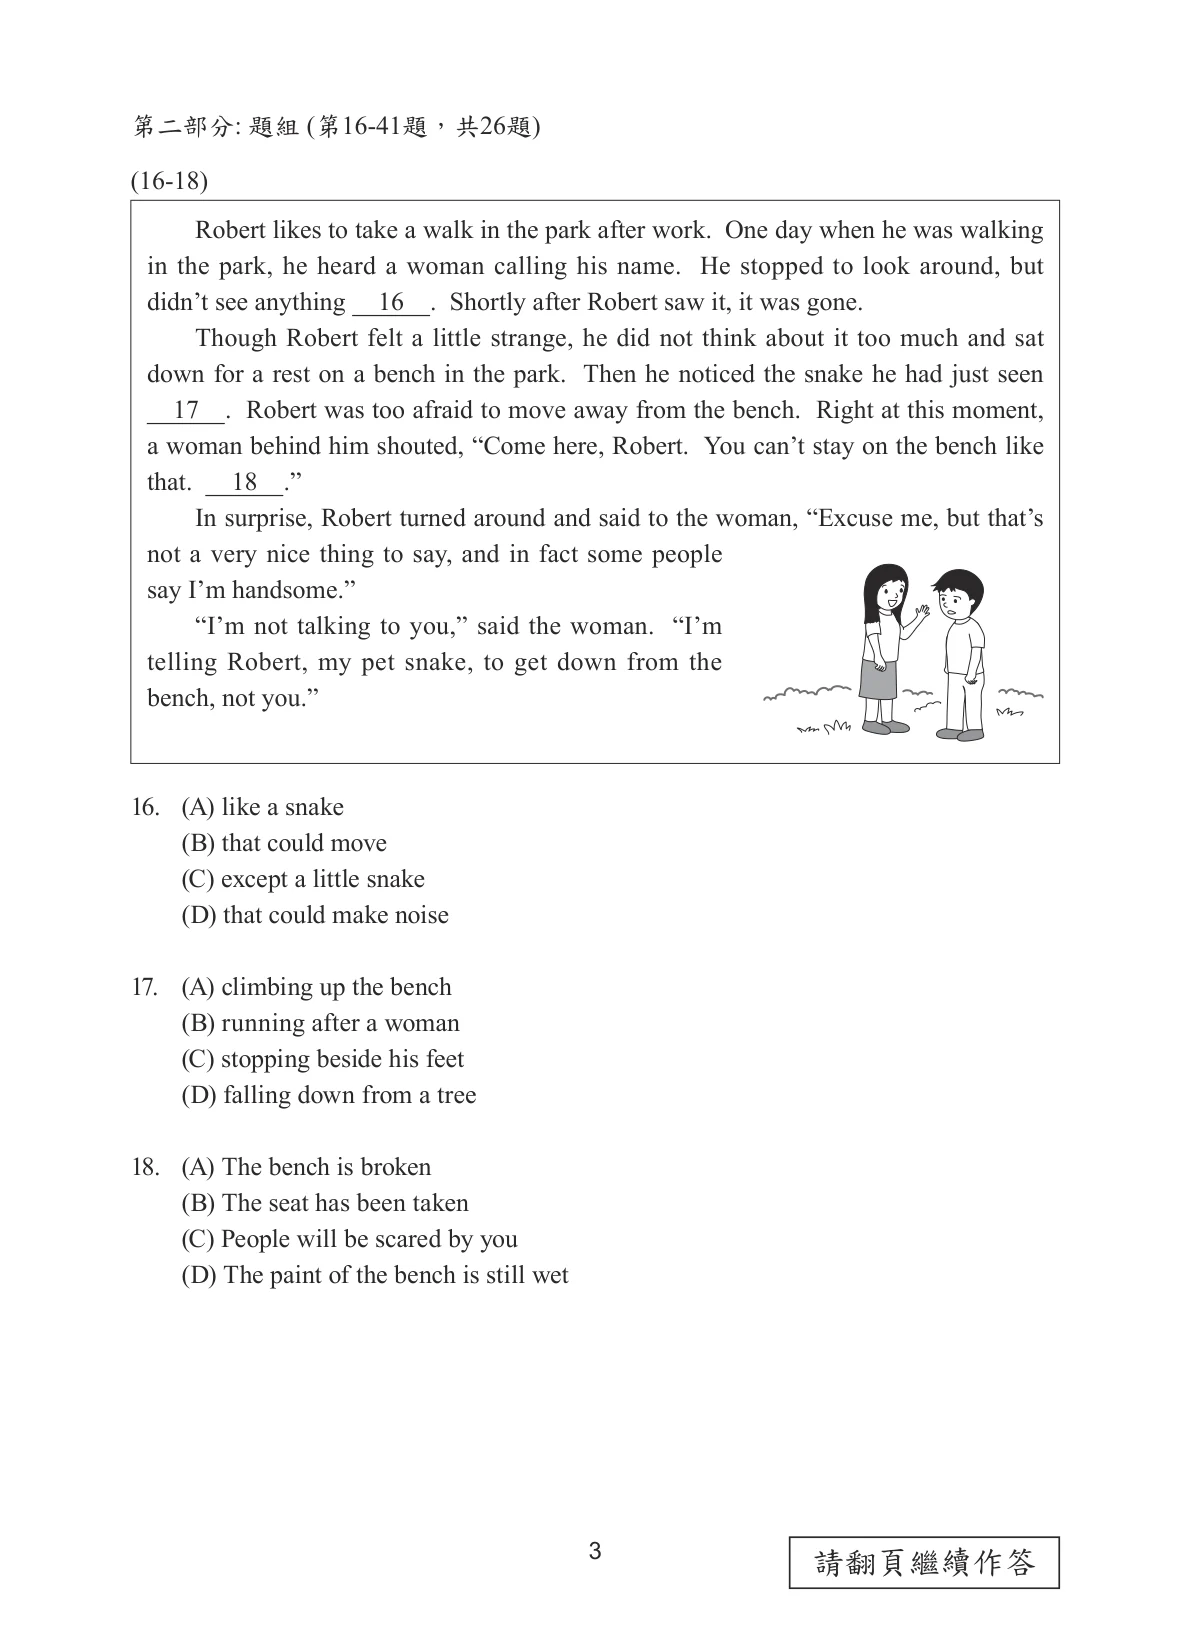 第二部分: 題組 (第16-41題，共26題)
(16-18)
Robert likes to take a walk in the park after work. One day when he was walking
in the park, he heard a woman calling his name. He stopped to look around, but
didn’t see anything 16 . Shortly after Robert saw it, it was gone.
Though Robert felt a little strange, he did not think about it too much and sat
down for a rest on a bench in the park. Then he noticed the snake he had just seen
17 . Robert was too afraid to move away from the bench. Right at this moment,
a woman behind him shouted, “Come here, Robert. You can’t stay on the bench like
that. 18 .”
In surprise, Robert turned around and said to the woman, “Excuse me, but that’s
not a very nice thing to say, and in fact some people
say I’m handsome.”
“I’m not talking to you,” said the woman. “I’m
telling Robert, my pet snake, to get down from the
bench, not you.”
16. (A) like a snake
(B) that could move
(C) except a little snake
(D) that could make noise
17. (A) climbing up the bench
(B) running after a woman
(C) stopping beside his feet
(D) falling down from a tree
18. (A) The bench is broken
(B) The seat has been taken
(C) People will be scared by you
(D) The paint of the bench is still wet
3
請翻頁繼續作答